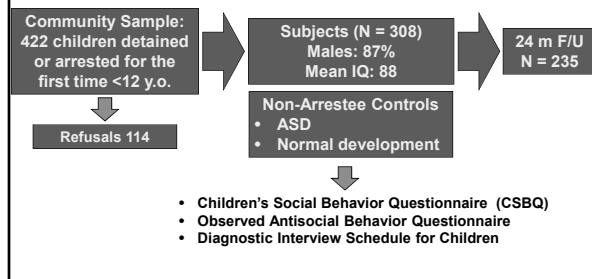 Community Sample:
422 children detained
or arrested for the
first time <12 y.o.
Refusals 114
Subjects (N = 308)
Males: 87%
Mean IQ: 88
24 m F/U
N = 235
Non-Arrestee Controls
• ASD
• Normal development
• Children's Social Behavior Questionnaire (CSBQ)
• Observed Antisocial Behavior Questionnaire
• Diagnostic Interview Schedule for Children